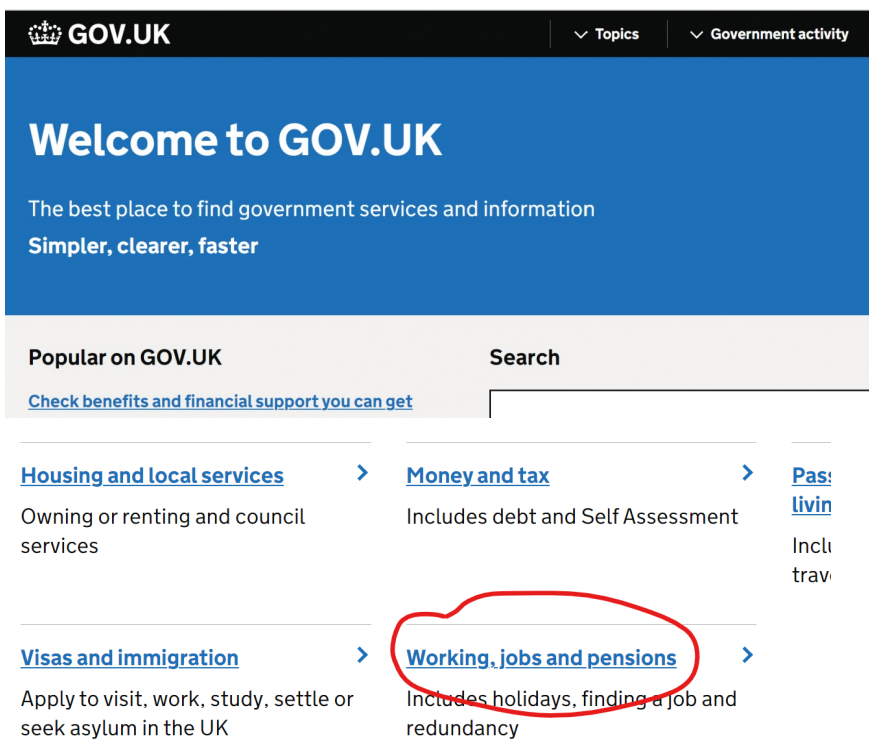 GOV.UK
Topics
Government activity
Welcome to GOV.UK
The best place to find government services and information
Simpler, clearer, faster
Popular on GOV.UK
Search
Check benefits and financial support you can get
Housing and local services
Owning or renting and council
services
Money and tax
Includes debt and Self Assessment
Visas and immigration
Apply to visit, work, study, settle or
seek asylum in the UK
Working, jobs and pensions
Includes holidays, finding a job and
redundancy